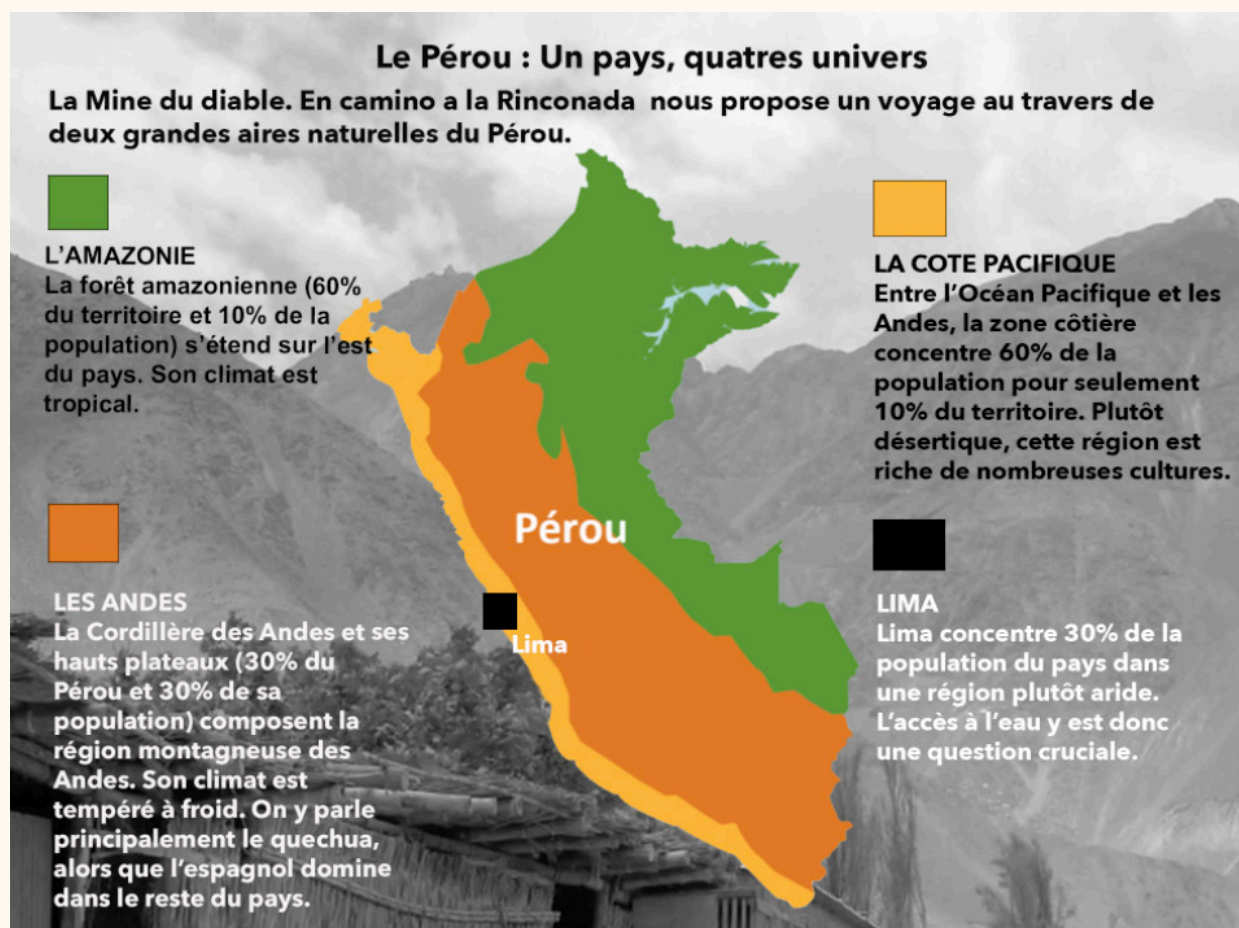 Le Pérou : Un pays, quatres univers
La Mine du diable. En camino a la Rinconada nous propose un voyage au travers de
deux grandes aires naturelles du Pérou.
L'AMAZONIE
La forêt amazonienne (60%
du territoire et 10% de la
population) s'étend sur l'est
du pays. Son climat est
tropical.
LES ANDES
La Cordillère des Andes et ses
hauts plateaux (30% du
Pérou et 30% de sa
population) composent la
région montagneuse des
Andes. Son climat est
tempéré à froid. On y parle
principalement le quechua,
alors que l'espagnol domine
dans le reste du pays.
Pérou
Lima
LA COTE PACIFIQUE
Entre l'Océan Pacifique et les
Andes, la zone côtière
concentre 60% de la
population pour seulement
10% du territoire. Plutôt
désertique, cette région est
riche de nombreuses cultures.
LIMA
Lima concentre 30% de la
population du pays dans
une région plutôt aride.
L'accès à l'eau y est donc
une question cruciale.